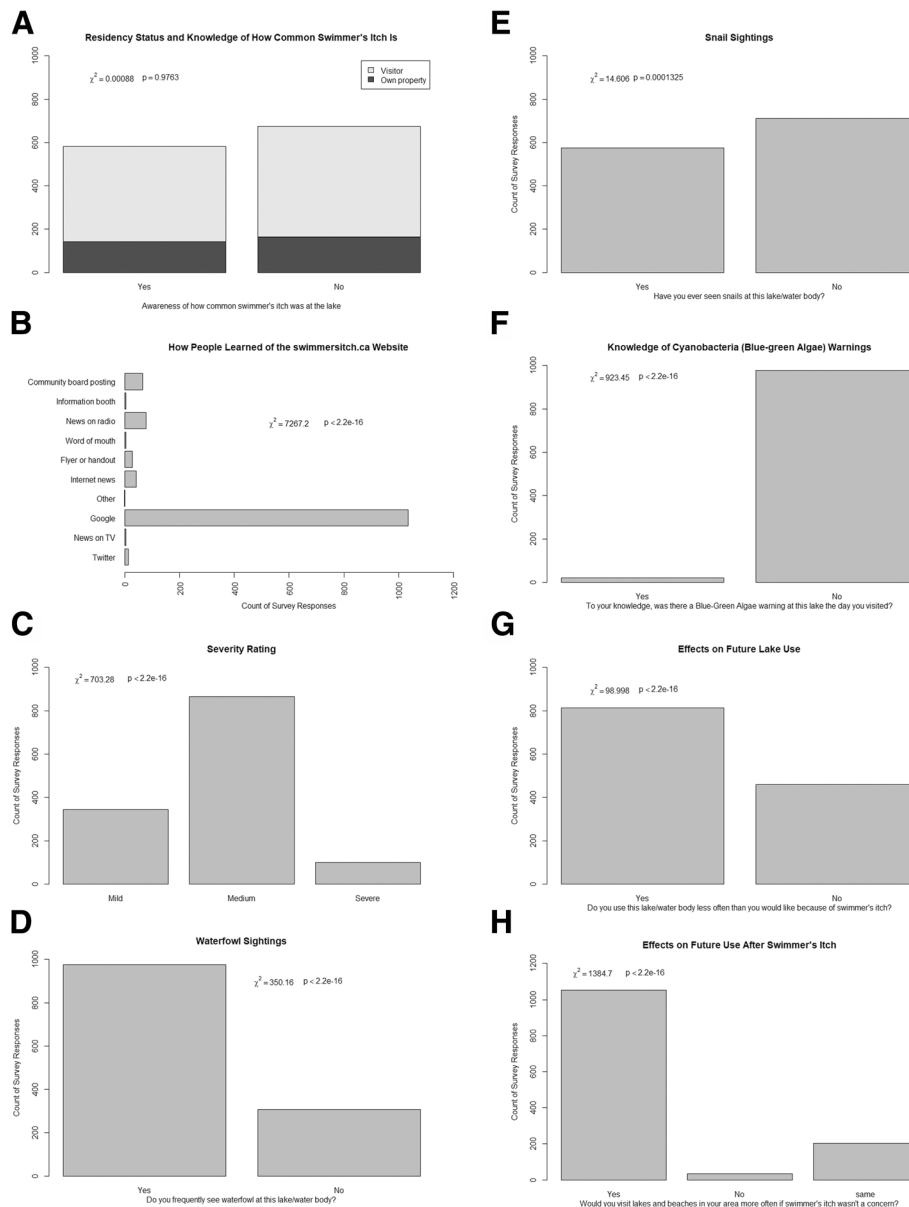 A
Residency Status and Knowledge of How Common Swimmer's Itch Is
1000
800
600
400
200
0
χ² = 0.00088 p = 0.9763
Visitor
Own property
Yes No
Awareness of how common swimmer's itch was at the lake
B
How People Learned of the swimmersitch.ca Website
Community board posting
Information booth
News on radio
Word of mouth
Flyer or handout
Internet news
Other
Google
News on TV
Twitter
χ² = 7267.2 p < 2.2e-16
0 200 400 600 800 1000 1200
Count of Survey Responses
C
Severity Rating
Count of Survey Responses
1000
800
600
400
200
0
χ² = 703.28 p < 2.2e-16
Mild Medium Severe
D
Waterfowl Sightings
Count of Survey Responses
1000
800
600
400
200
0
χ² = 350.16 p < 2.2e-16
Yes No
Do you frequently see waterfowl at this lake/water body?
E
Snail Sightings
Count of Survey Responses
1000
800
600
400
200
0
χ² = 14.606 p = 0.0001325
Yes No
Have you ever seen snails at this lake/water body?
F
Knowledge of Cyanobacteria (Blue-green Algae) Warnings
Count of Survey Responses
1000
800
600
400
200
0
χ² = 923.45 p < 2.2e-16
Yes No
To your knowledge, was there a Blue-Green Algae warning at this lake the day you visited?
G
Effects on Future Lake Use
Count of Survey Responses
1000
800
600
400
200
0
χ² = 98.998 p < 2.2e-16
Yes No
Do you use this lake/water body less often than you would like because of swimmer's itch?
H
Effects on Future Use After Swimmer's Itch
Count of Survey Responses
1200
1000
800
600
400
200
0
χ² = 1384.7 p < 2.2e-16
Yes No same
Would you visit lakes and beaches in your area more often if swimmer's itch wasn't a concern?